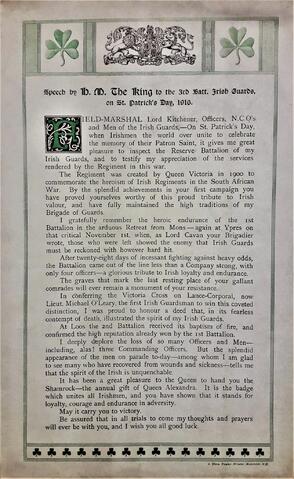 Speech by H. M. The King to the 3rd Batt. Irish Guards,
on St. Patrick's Day, 1916.
FIELD-MARSHAL Lord Kitchener, Officers, N.C.O's
and Men of the Irish Guards;—On St. Patrick's Day,
when Irishmen the world over unite to celebrate
the memory of their Patron Saint, it gives me great
pleasure to inspect the Reserve Battalion of my
Irish Guards, and to testify my appreciation of the services
rendered by the Regiment in this war.
The Regiment was created by Queen Victoria in 1900 to
commemorate the heroism of Irish Regiments in the South African
War. By the splendid achievements in your first campaign you
have proved yourselves worthy of this proud tribute to Irish
valour, and have fully maintained the high traditions of my
Brigade of Guards.
I gratefully remember the heroic endurance of the 1st
Battalion in the arduous Retreat from Mons—again at Ypres on
that critical November 1st, when, as Lord Cavan your Brigadier
wrote, those who were left showed the enemy that Irish Guards
must be reckoned with however hard hit.
After twenty-eight days of incessant fighting against heavy odds,
the Battalion came out of the line less than a Company strong, with
only four officers—a glorious tribute to Irish loyalty and endurance.
The graves that mark the last resting place of your gallant
comrades will ever remain a monument of your resistance.
In conferring the Victoria Cross on Lance-Corporal, now
Lieut. Michael O'Leary, the first Irish Guardsman to win this coveted
distinction, I was proud to honour a deed that, in its fearless
contempt of death, illustrated the spirit of my Irish Guards.
At Loos the 2nd Battalion received its baptism of fire, and
confirmed the high reputation already won by the 1st Battalion.
I deeply deplore the loss of so many Officers and Men—
including, alas! three Commanding Officers. But the splendid
appearance of the men on parade to-day—among whom I am glad
to see many who have recovered from wounds and sickness—tells me
that the spirit of the Irish is unquenchable.
It has been a great pleasure to the Queen to hand you the
Shamrock—the annual gift of Queen Alexandra. It is the badge
which unites all Irishmen, and you have shown that it stands for
loyalty, courage and endurance in adversity.
May it carry you to victory.
Be assured that in all trials to come my thoughts and prayers
will ever be with you, and I wish you all good luck.